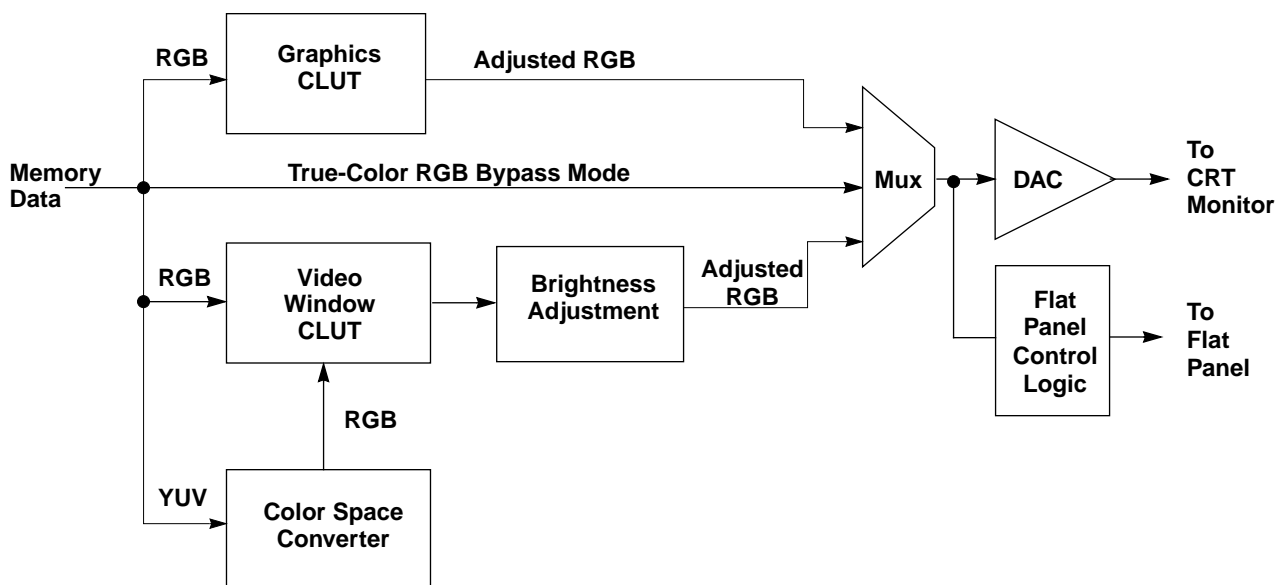 RGB
Graphics
CLUT
Adjusted RGB
Memory
Data
True-Color RGB Bypass Mode
Mux
DAC
To
CRT
Monitor
RGB
Video
Window
CLUT
Brightness
Adjustment
Adjusted
RGB
Flat
Panel
Control
Logic
To
Flat
Panel
RGB
YUV
Color Space
Converter